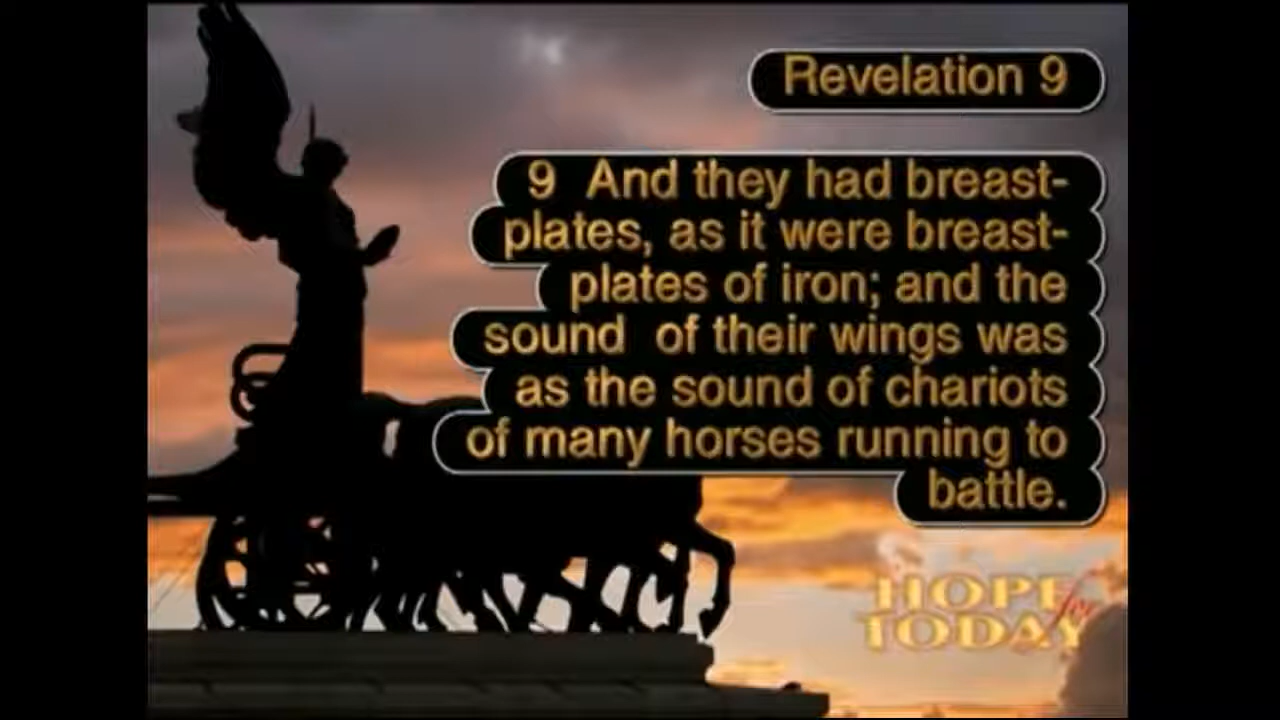 Revelation 9
9 And they had breast-
plates, as it were breast-
plates of iron; and the
sound of their wings was
as the sound of chariots
of many horses running to
battle.
HOPE for
TODAY